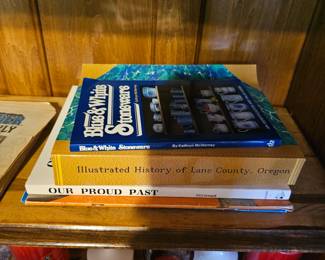 Blue & White
Stoneware
Blue & White Stoneware
By Kathryn McNerney
Illustrated History of Lane County, Oregon
OUR PROUD PAST